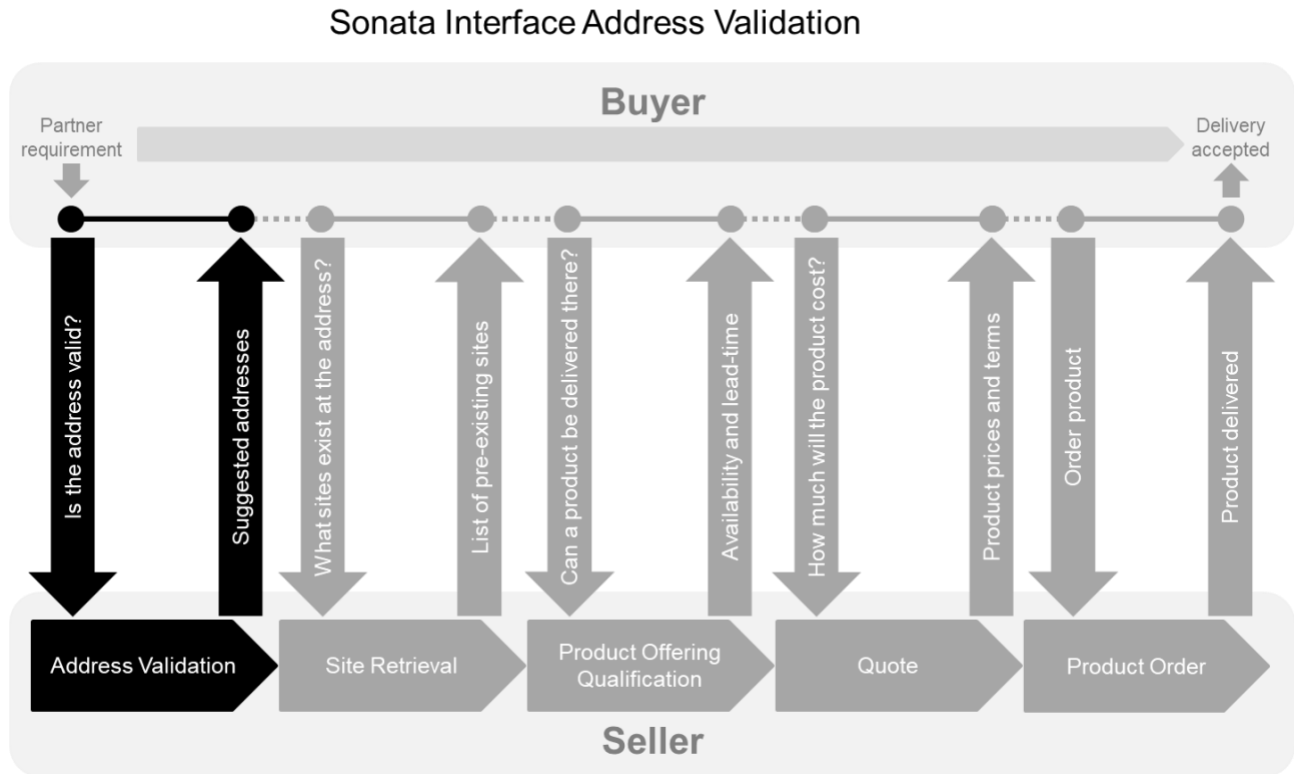 Sonata Interface Address Validation
Buyer
Partner
requirement
Delivery
accepted
Is the address valid?
Suggested addresses
What sites exist at the address?
List of pre-existing sites
Can a product be delivered there?
Availability and lead-time
How much will the product cost?
Product prices and terms
Order product
Product delivered
Address Validation
Site Retrieval
Product Offering
Qualification
Quote
Product Order
Seller